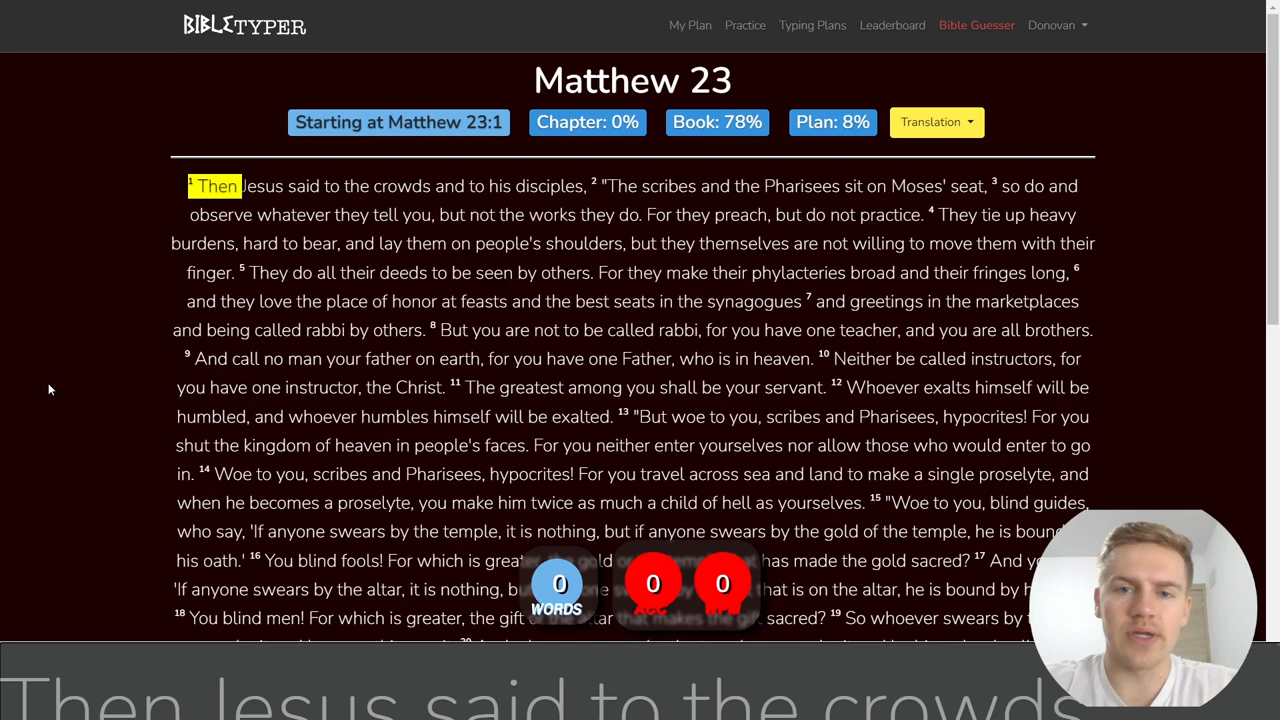 BIBLETYPER
My Plan Practice Typing Plans Leaderboard Bible Guesser Donovan
Matthew 23
Starting at Matthew 23:1 Chapter: 0% Book: 78% Plan: 8% Translation
1 Then Jesus said to the crowds and to his disciples, 2 "The scribes and the Pharisees sit on Moses' seat, 3 so do and
observe whatever they tell you, but not the works they do. For they preach, but do not practice. 4 They tie up heavy
burdens, hard to bear, and lay them on people's shoulders, but they themselves are not willing to move them with their
finger. 5 They do all their deeds to be seen by others. For they make their phylacteries broad and their fringes long, 6
and they love the place of honor at feasts and the best seats in the synagogues 7 and greetings in the marketplaces
and being called rabbi by others. 8 But you are not to be called rabbi, for you have one teacher, and you are all brothers.
9 And call no man your father on earth, for you have one Father, who is in heaven. 10 Neither be called instructors, for
you have one instructor, the Christ. 11 The greatest among you shall be your servant. 12 Whoever exalts himself will be
humbled, and whoever humbles himself will be exalted. 13 "But woe to you, scribes and Pharisees, hypocrites! For you
shut the kingdom of heaven in people's faces. For you neither enter yourselves nor allow those who would enter to go
in. 14 Woe to you, scribes and Pharisees, hypocrites! For you travel across sea and land to make a single proselyte, and
when he becomes a proselyte, you make him twice as much a child of hell as yourselves. 15 "Woe to you, blind guides,
who say, 'If anyone swears by the temple, it is nothing, but if anyone swears by the gold of the temple, he is bound
his oath.' 16 You blind fools! For which is greater, the gold has made the gold sacred? 17 And
'If anyone swears by the altar, it is nothing, that is on the altar, he is bound by
18 You blind men! For which is greater, the gift or the altar that makes the gift sacred? 19 So whoever swears by
0 WORDS 0 ACC 0 WPM
Then Jesus said to the crowds